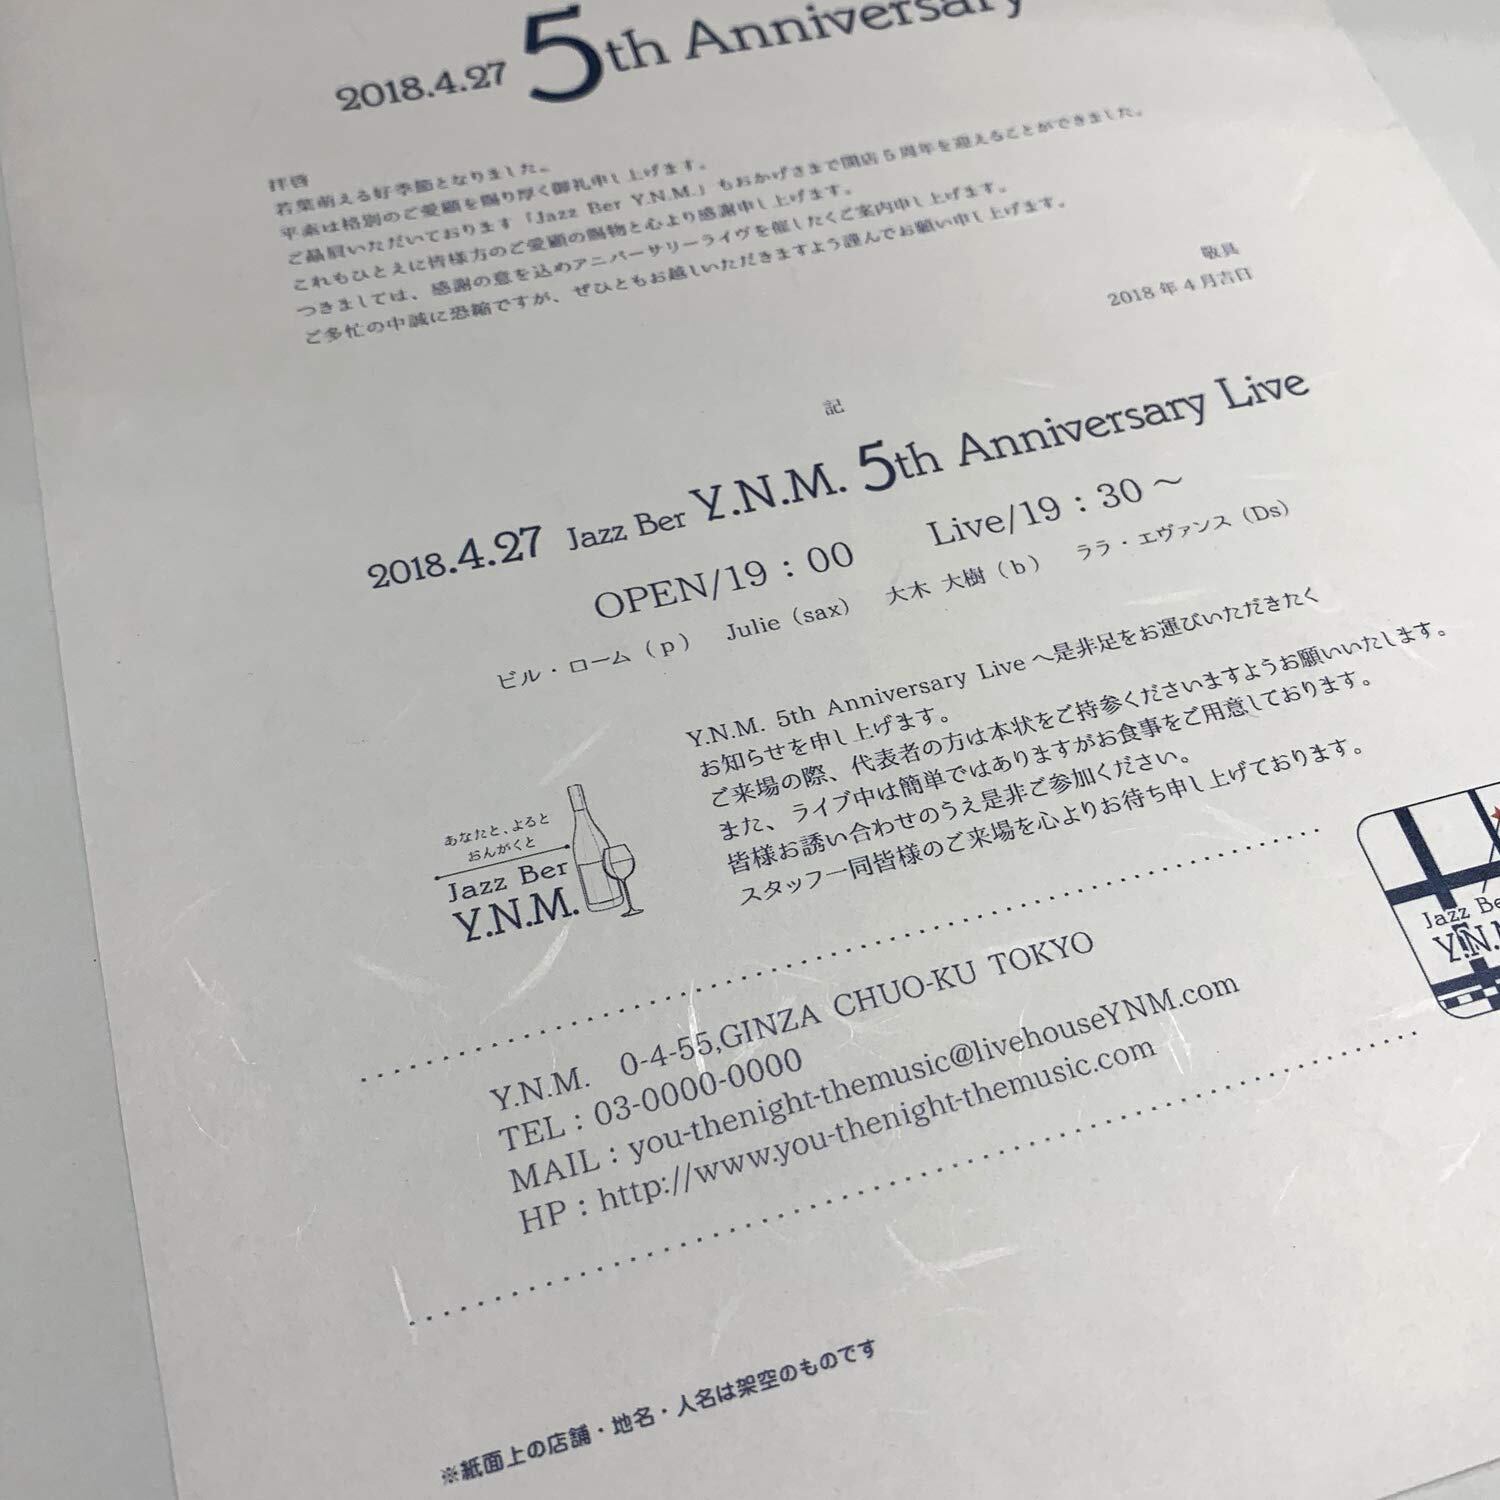 2018.4.27 5th Anniversary
拝啓
若葉萌える好季節となりました。
平素は格別のご愛顧を賜り厚く御礼申し上げます。
ご贔屓いただいております「Jazz Ber Y.N.M.」もおかげさまで開店5周年を迎えることができました。
これもひとえに皆様方のご愛顧の賜物と心より感謝申し上げます。
つきましては、感謝の意を込めアニバーサリーライヴを催したくご案内申し上げます。
ご多忙の中誠に恐縮ですが、ぜひともお越しいただきますよう謹んでお願い申し上げます。
敬具
2018年4月吉日
記
2018.4.27 Jazz Ber Y.N.M. 5th Anniversary Live
OPEN/19：00 Live/19：30～
ビル・ローム（p） Julie（sax） 大木 大樹（b） ララ・エヴァンス（Ds）
Y.N.M. 5th Anniversary Liveへ是非足をお運びいただきたく
お知らせを申し上げます。
ご来場の際、代表者の方は本状をご持参くださいますようお願いいたします。
また、ライブ中は簡単ではありますがお食事をご用意しております。
皆様お誘い合わせのうえ是非ご参加ください。
スタッフ一同皆様のご来場を心よりお待ち申し上げております。
あなたと、よると
おんがくと
Jazz Ber
Y.N.M.
Jazz Be
Y.N.M
Y.N.M. 0-4-55,GINZA CHUO-KU TOKYO
TEL：03-0000-0000
MAIL：you-thenight-themusic@livehouseYNM.com
HP：http://www.you-thenight-themusic.com
※紙面上の店舗・地名・人名は架空のものです